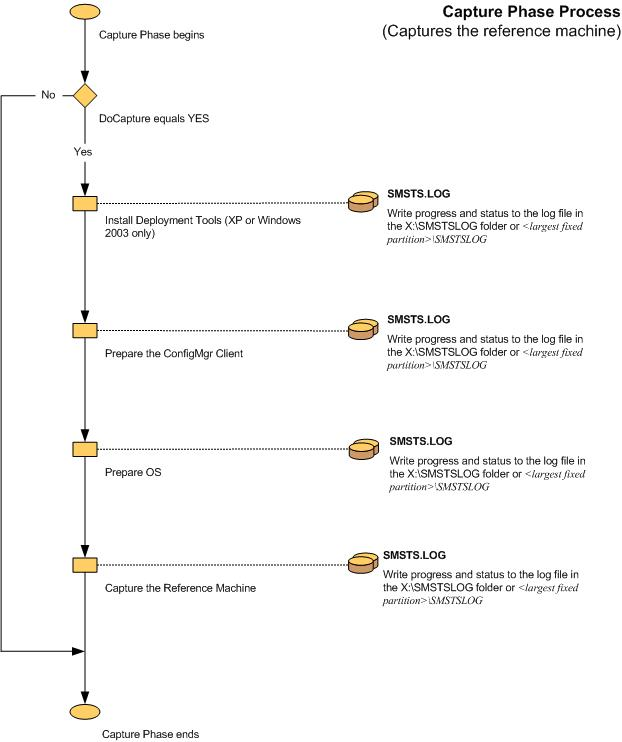 Capture Phase Process
(Captures the reference machine)
Capture Phase begins
No
DoCapture equals YES
Yes
SMSTS.LOG
Write progress and status to the log file in
the X:\SMSTSLOG folder or <largest fixed
partition>\SMSTSLOG
Install Deployment Tools (XP or Windows
2003 only)
SMSTS.LOG
Write progress and status to the log file in
the X:\SMSTSLOG folder or <largest fixed
partition>\SMSTSLOG
Prepare the ConfigMgr Client
SMSTS.LOG
Write progress and status to the log file in
the X:\SMSTSLOG folder or <largest fixed
partition>\SMSTSLOG
Prepare OS
SMSTS.LOG
Write progress and status to the log file in
the X:\SMSTSLOG folder or <largest fixed
partition>\SMSTSLOG
Capture the Reference Machine
Capture Phase ends